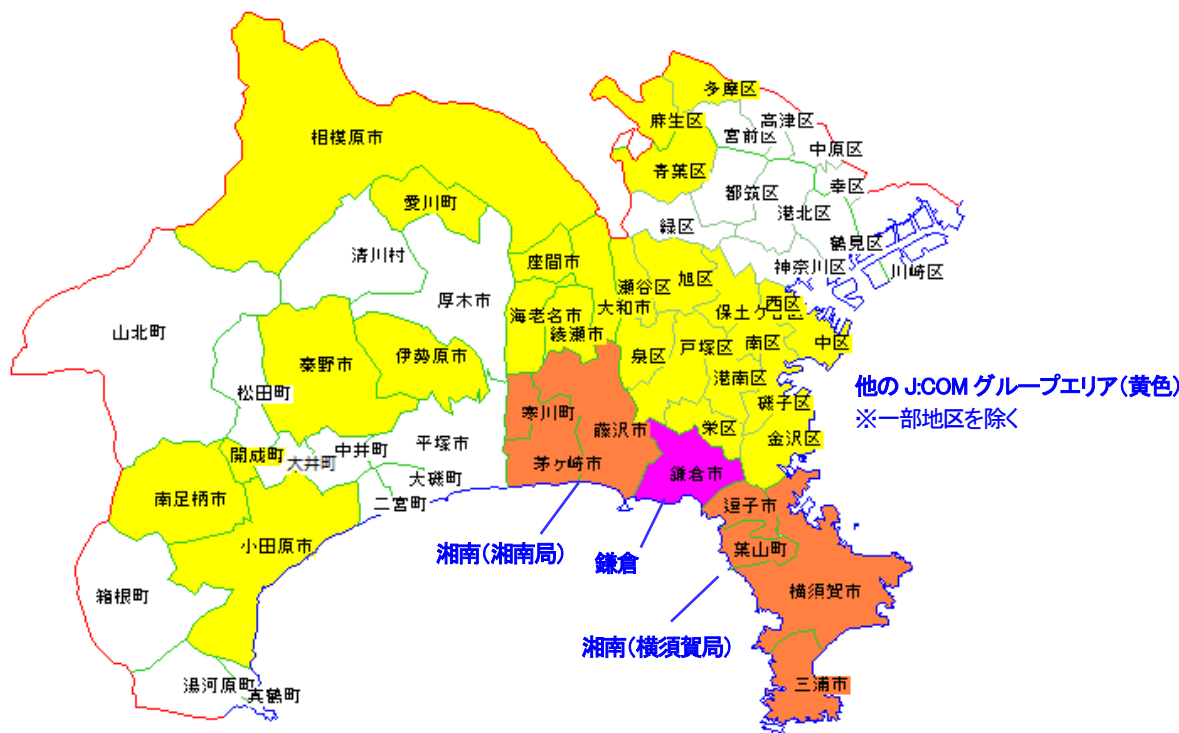 多摩区
麻生区
高津区
宮前区
中原区
相模原市
青葉区
幸区
都筑区
愛川町
港北区
緑区
鶴見区
清川村
座間市
神奈川区
川崎区
旭区
瀬谷区
厚木市
西区
大和市
海老名市
保土ケ谷区
山北町
綾瀬市
中区
南区
戸塚区
伊勢原市
泉区
秦野市
港南区
他の J:COM グループエリア(黄色)
松田町
磯子区
寒川町
※一部地区を除く
藤沢市
栄区
金沢区
平塚市
中井町
開成町
大井町
茅ヶ崎市
鎌倉市
大磯町
南足柄市
二宮町
逗子市
小田原市
葉山町
湘南(湘南局)
鎌倉
横須賀市
箱根町
湘南(横須賀局)
湯河原町
三浦市
真鶴町